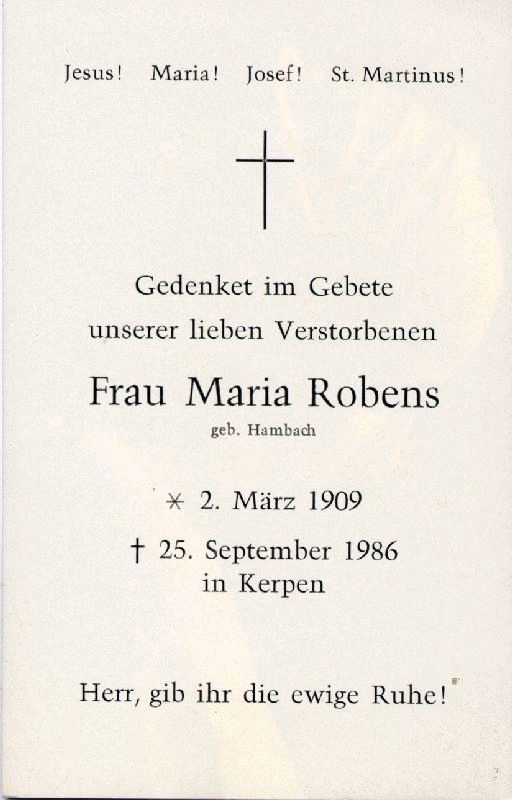 Jesus! Maria! Josef! St. Martinus!
Gedenket im Gebete
unserer lieben Verstorbenen
Frau Maria Robens
geb. Hambach
* 2. März 1909
† 25. September 1986
in Kerpen
Herr, gib ihr die ewige Ruhe!